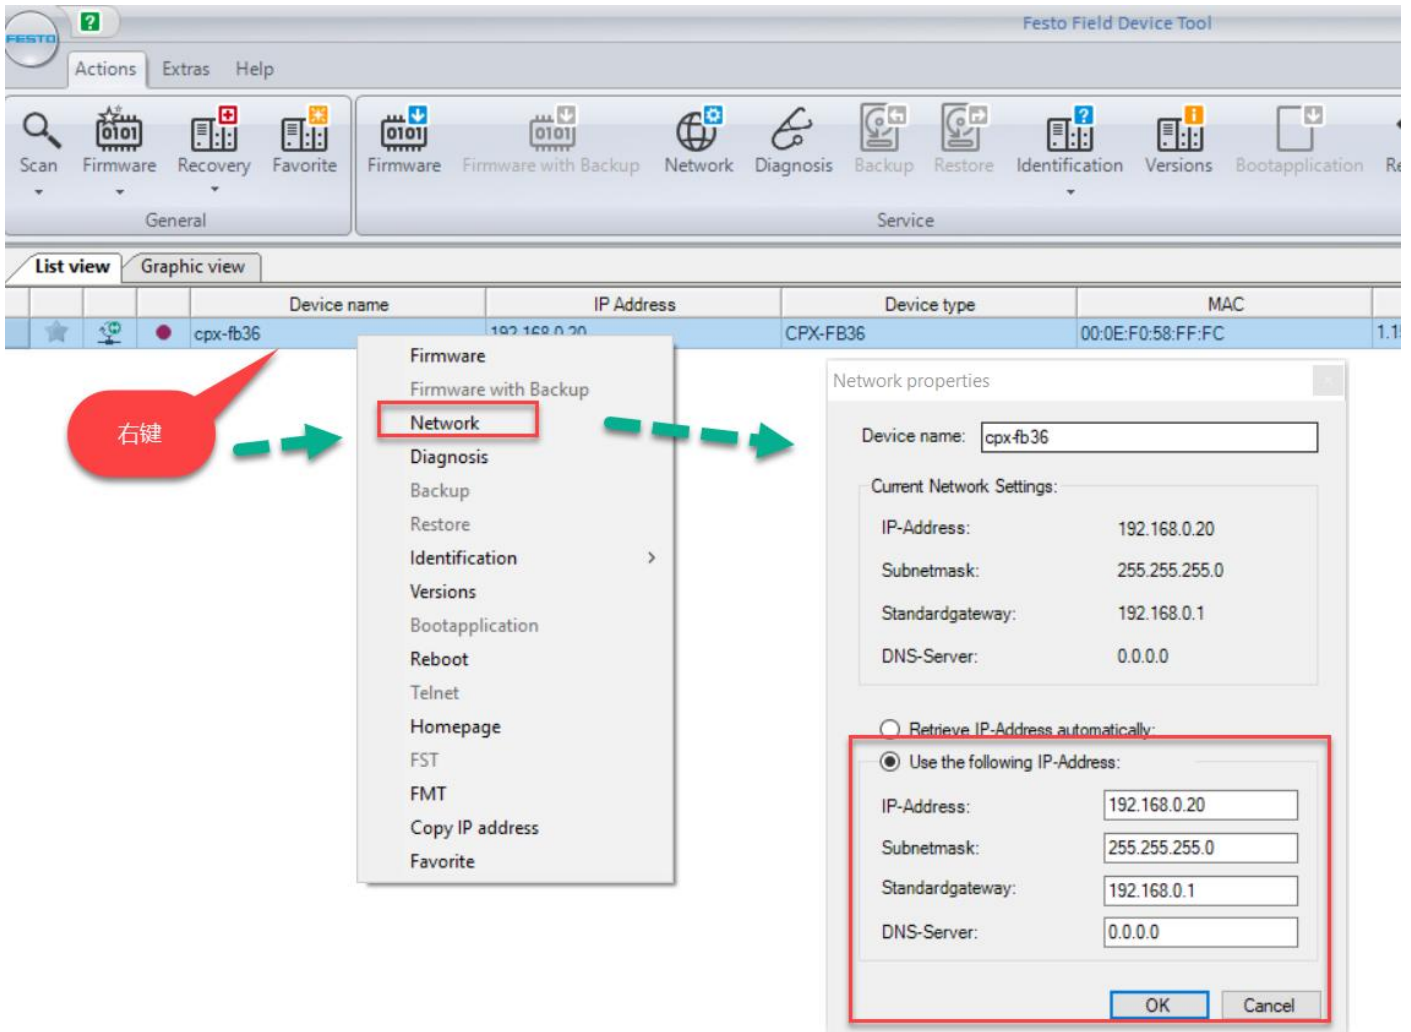 FESTO
?
Festo Field Device Tool
Actions Extras Help
Scan Firmware Recovery Favorite Firmware Firmware with Backup Network Diagnosis Backup Restore Identification Versions Bootapplication
General Service
List view Graphic view
Device name IP Address Device type MAC
cpx-fb36 192.168.0.20 CPX-FB36 00:0E:F0:58:FF:FC
右键
Firmware
Firmware with Backup
Network
Diagnosis
Backup
Restore
Identification
Versions
Bootapplication
Reboot
Telnet
Homepage
FST
FMT
Copy IP address
Favorite
Network properties
Device name: cpx-fb36
Current Network Settings:
IP-Address: 192.168.0.20
Subnetmask: 255.255.255.0
Standardgateway: 192.168.0.1
DNS-Server: 0.0.0.0
Retrieve IP-Address automatically:
Use the following IP-Address:
IP-Address: 192.168.0.20
Subnetmask: 255.255.255.0
Standardgateway: 192.168.0.1
DNS-Server: 0.0.0.0
OK Cancel